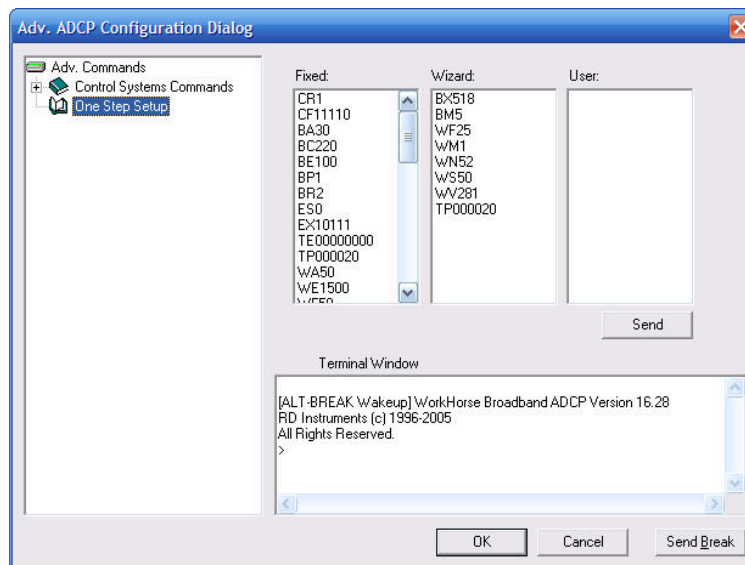 Adv. ADCP Configuration Dialog
Adv. Commands
Control Systems Commands
One Step Setup
Fixed:
CR1
CF11110
BA30
BC220
BE100
BP1
BR2
ES0
EX10111
TE00000000
TP000020
WA50
WE1500
Wizard:
BX518
BM5
WF25
WM1
WN52
WS50
WV281
TP000020
User:
Send
Terminal Window
[ALT-BREAK Wakeup] WorkHorse Broadband ADCP Version 16.28
RD Instruments (c) 1996-2005
All Rights Reserved.
>
OK
Cancel
Send Break